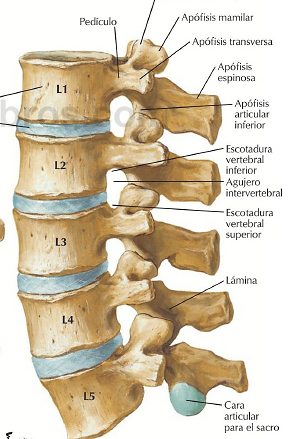 Pedículo
Apófisis mamilar
Apófisis transversa
Apófisis
espinosa
L1
Apófisis
articular
inferior
Escotadura
vertebral inferior
L2
Agujero
intervertebral
Escotadura
vertebral
superior
L3
Lámina
L4
L5
Cara
articular
para el sacro